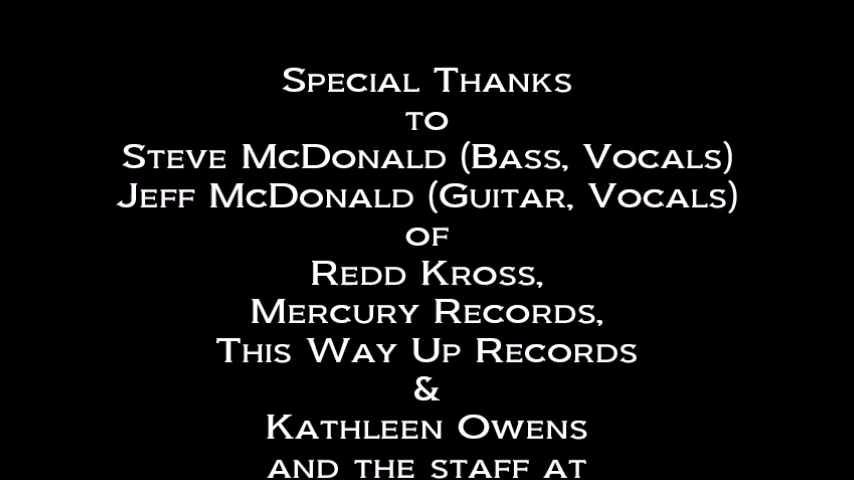 Special Thanks
to
Steve McDonald (Bass, Vocals)
Jeff McDonald (Guitar, Vocals)
of
Redd Kross,
Mercury Records,
This Way Up Records
&
Kathleen Owens
and the staff at